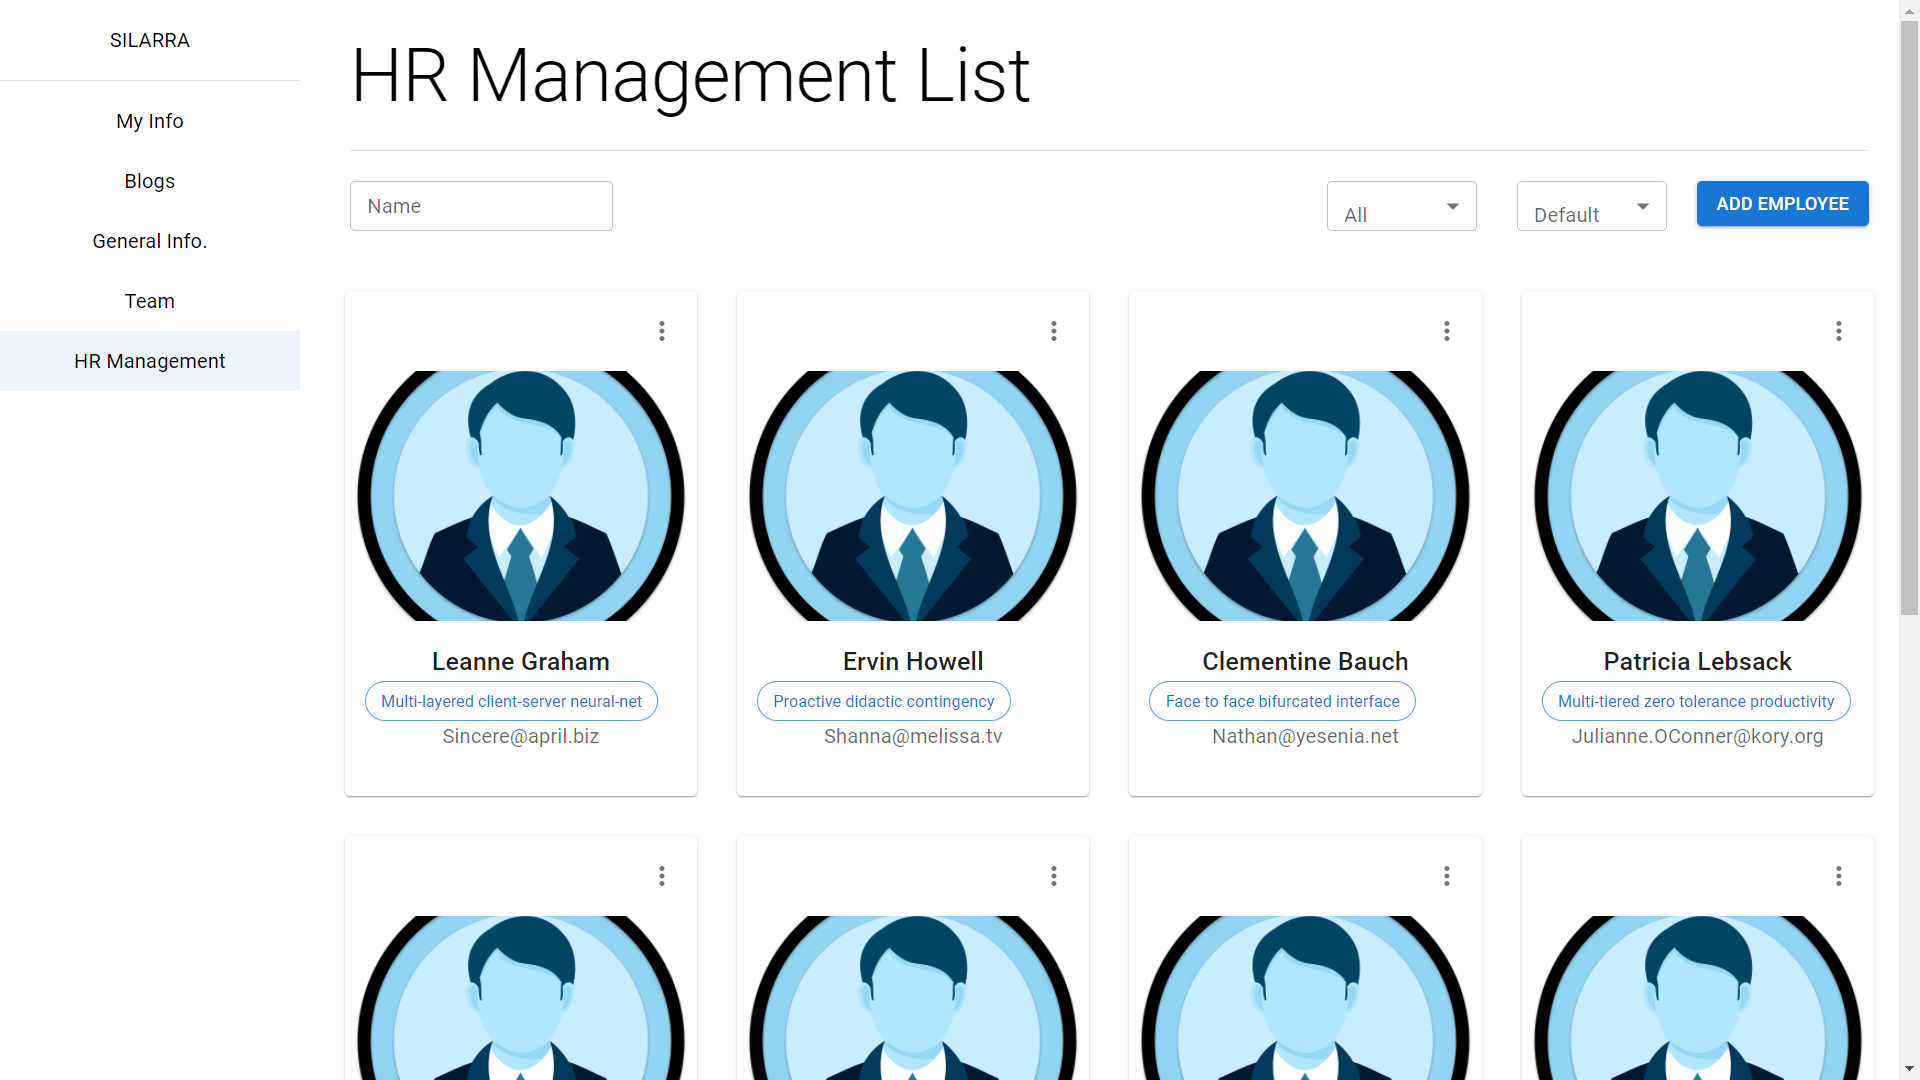 SILARRA
My Info
Blogs
General Info.
Team
HR Management
HR Management List
Name
All
Default
ADD EMPLOYEE
Leanne Graham
Multi-layered client-server neural-net
Sincere@april.biz
Ervin Howell
Proactive didactic contingency
Shanna@melissa.tv
Clementine Bauch
Face to face bifurcated interface
Nathan@yesenia.net
Patricia Lebsack
Multi-tiered zero tolerance productivity
Julianne.OConner@kory.org